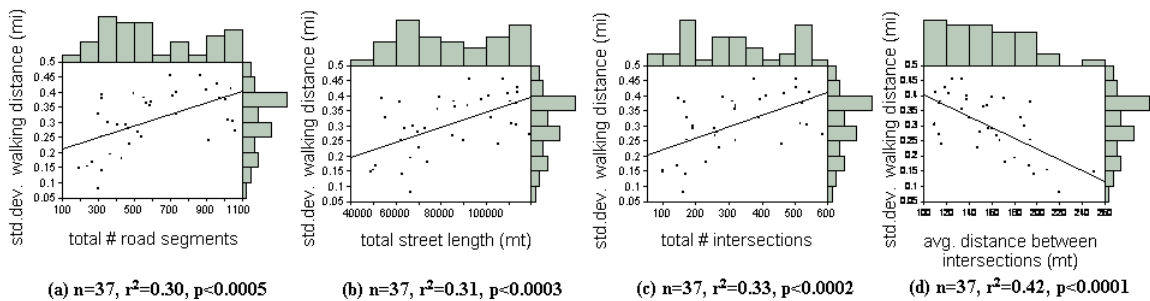 std.dev. walking distance (mi)
0.5
0.45
0.4
0.35
0.3
0.25
0.2
0.15
0.1
0.05
100 300 500 700 900 1100
total # road segments
(a) n=37, r²=0.30, p<0.0005
std.dev. walking distance (mi)
0.5
0.45
0.4
0.35
0.3
0.25
0.2
0.15
0.1
0.05
40000 60000 80000 100000
total street length (mt)
(b) n=37, r²=0.31, p<0.0003
std.dev. walking distance (mi)
0.5
0.45
0.4
0.35
0.3
0.25
0.2
0.15
0.1
0.05
100 200 300 400 500 600
total # intersections
(c) n=37, r²=0.33, p<0.0002
std.dev. walking distance (mi)
0.5
0.45
0.4
0.35
0.3
0.25
0.2
0.15
0.1
0.05
100 120 140 160 180 200 220 240 260
avg. distance between
intersections (mt)
(d) n=37, r²=0.42, p<0.0001